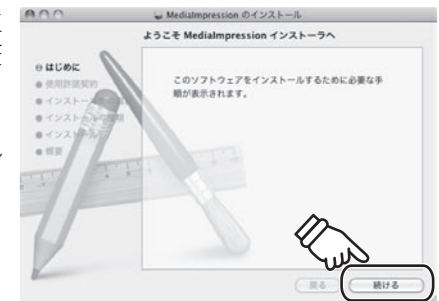 MediaImpression のインストール
ようこそ MediaImpression インストーラへ
はじめに
使用許諾契約
概要
このソフトウェアをインストールするために必要な手
順が表示されます。
戻る
続ける